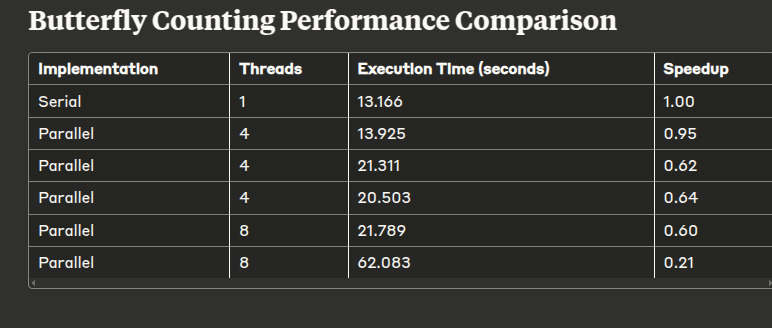 Butterfly Counting Performance Comparison
Implementation Threads Execution Time (seconds) Speedup
Serial 1 13.166 1.00
Parallel 4 13.925 0.95
Parallel 4 21.311 0.62
Parallel 4 20.503 0.64
Parallel 8 21.789 0.60
Parallel 8 62.083 0.21